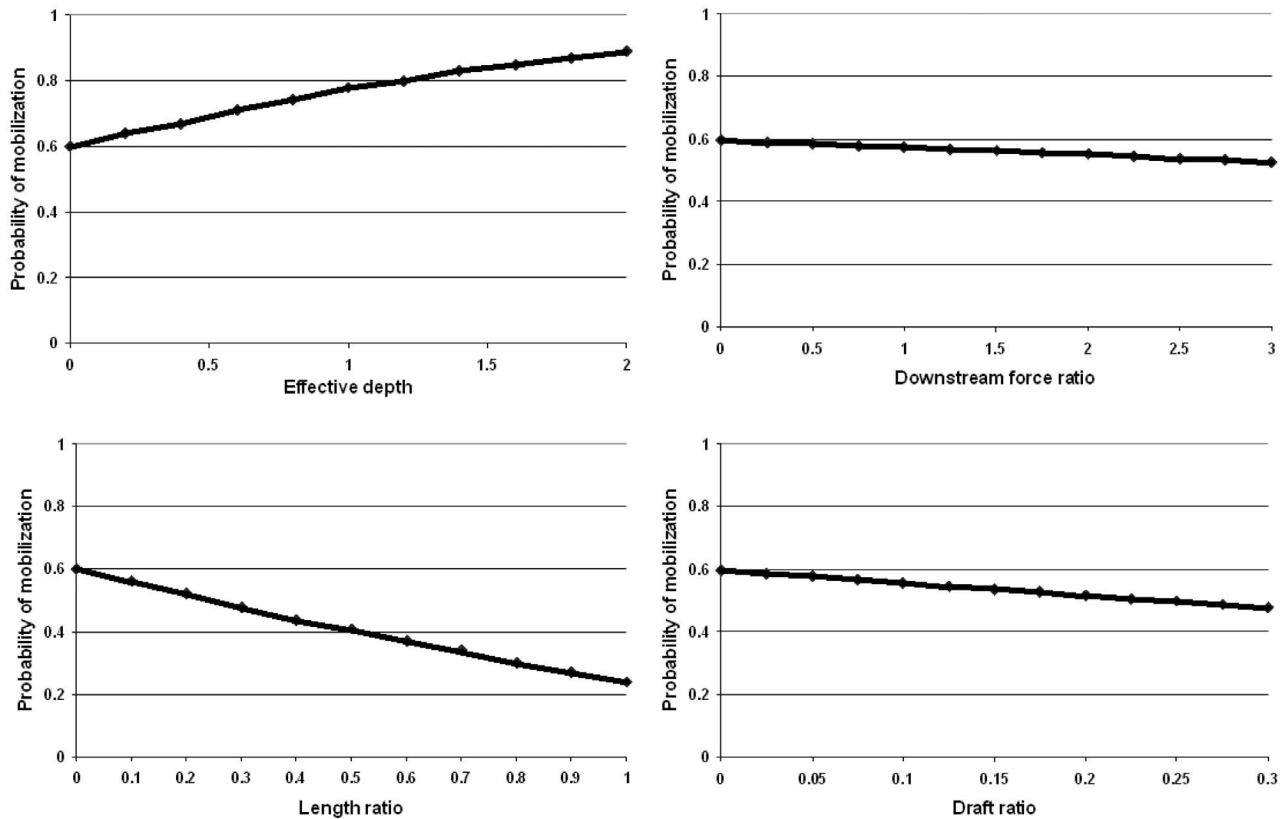 Probability of mobilization
1
0.8
0.6
0.4
0.2
0
0 0.5 1 1.5 2
Effective depth
Probability of mobilization
1
0.8
0.6
0.4
0.2
0
0 0.5 1 1.5 2 2.5 3
Downstream force ratio
Probability of mobilization
1
0.8
0.6
0.4
0.2
0
0 0.1 0.2 0.3 0.4 0.5 0.6 0.7 0.8 0.9 1
Length ratio
Probability of mobilization
1
0.8
0.6
0.4
0.2
0
0 0.05 0.1 0.15 0.2 0.25 0.3
Draft ratio